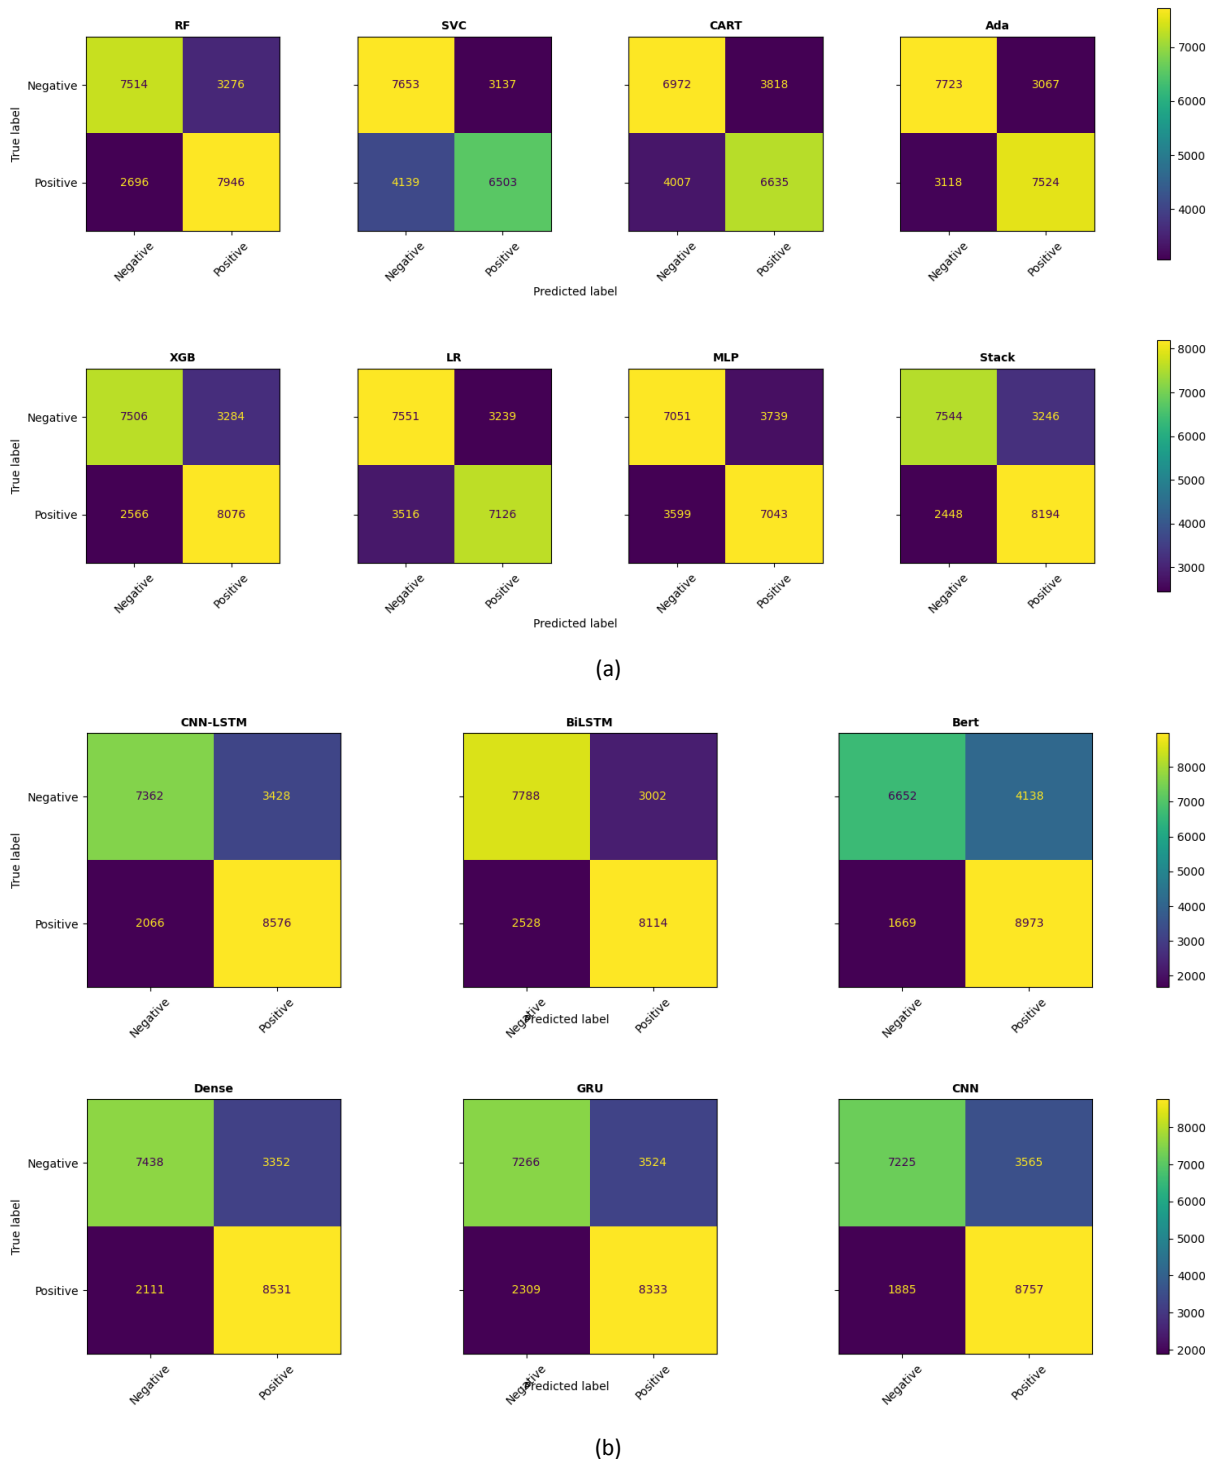 RF SVC CART Ada
Negative 7514 3276 7653 3137 6972 3818 7723 3067
Positive 2696 7946 4139 6503 4007 6635 3118 7524
True label
Negative Positive Negative Positive Negative Positive Negative Positive
Predicted label
7000
6000
5000
4000
XGB LR MLP Stack
Negative 7506 3284 7551 3239 7051 3739 7544 3246
Positive 2566 8076 3516 7126 3599 7043 2448 8194
True label
Negative Positive Negative Positive Negative Positive Negative Positive
Predicted label
8000
7000
6000
5000
4000
3000
(a)
CNN-LSTM BiLSTM Bert
Negative 7362 3428 7788 3002 6652 4138
Positive 2066 8576 2528 8114 1669 8973
True label
Negative Positive Negative Positive Negative Positive
Predicted label
8000
7000
6000
5000
4000
3000
2000
Dense GRU CNN
Negative 7438 3352 7266 3524 7225 3565
Positive 2111 8531 2309 8333 1885 8757
True label
Negative Positive Negative Positive Negative Positive
Predicted label
8000
7000
6000
5000
4000
3000
2000
(b)